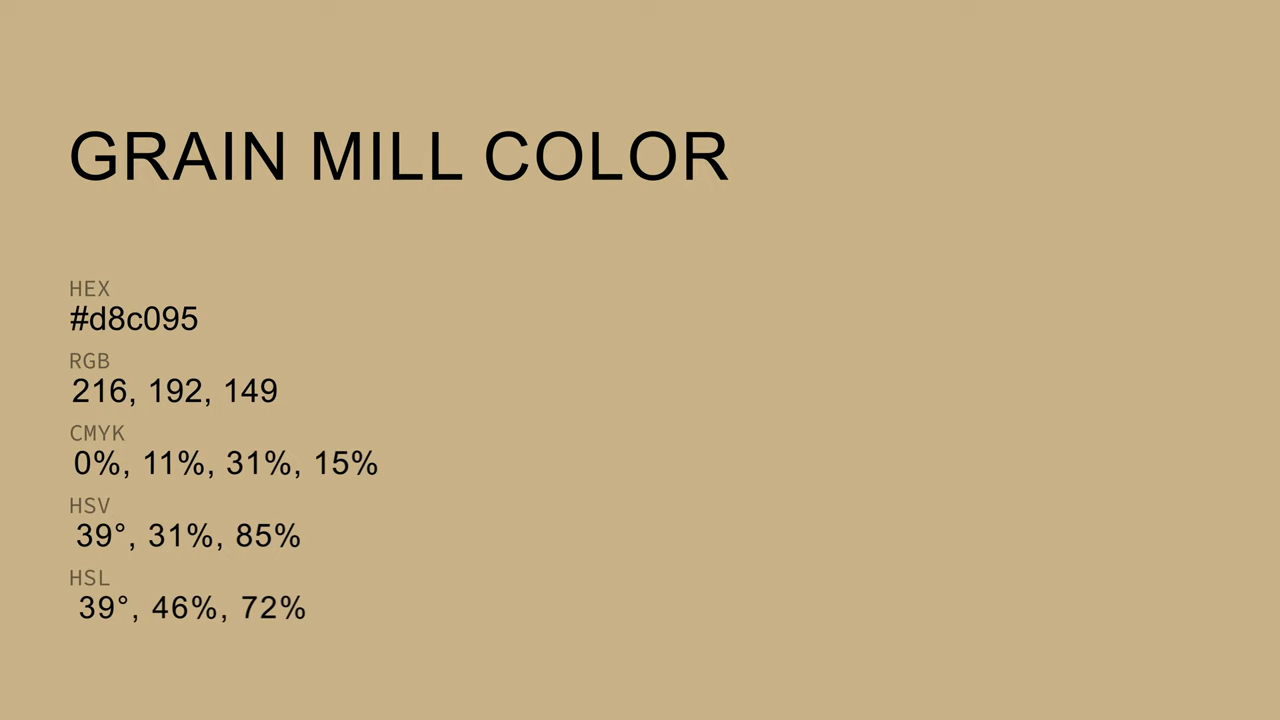 GRAIN MILL COLOR
HEX
#d8c095
RGB
216, 192, 149
CMYK
0%, 11%, 31%, 15%
HSV
39°, 31%, 85%
HSL
39°, 46%, 72%